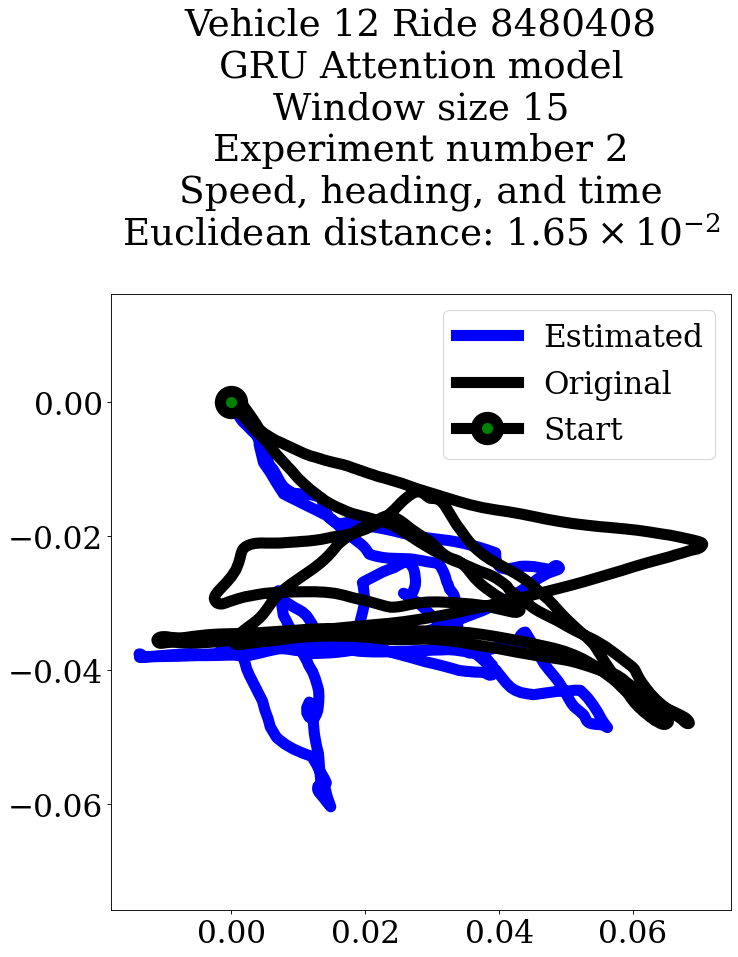 Vehicle 12 Ride 8480408
GRU Attention model
Window size 15
Experiment number 2
Speed, heading, and time
Euclidean distance: 1.65 × 10⁻²
Estimated
Original
Start
0.00
−0.02
−0.04
−0.06
0.00 0.02 0.04 0.06